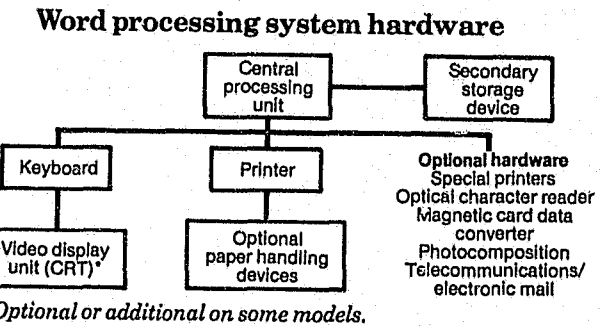 Word processing system hardware
Central
processing
unit
Secondary
storage
device
Keyboard
Printer
Optional hardware
Special printers
Optical character reader
Magnetic card data
converter
Photocomposition
Telecommunications/
electronic mail
Video display
unit (CRT)*
Optional
paper handling
devices
Optional or additional on some models.